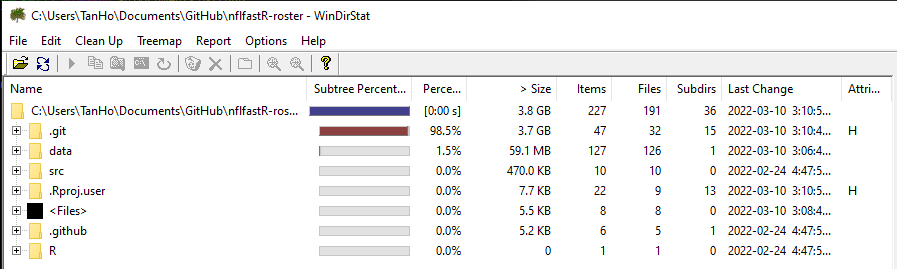 C:\Users\TanHo\Documents\GitHub\nflfastR-roster - WinDirStat
File Edit Clean Up Treemap Report Options Help
Name Subtree Percent... Perce... > Size Items Files Subdirs Last Change Attri...
C:\Users\TanHo\Documents\GitHub\nflfastR-ros... [0:00 s] 3.8 GB 227 191 36 2022-03-10 3:10:5...
.git 98.5% 3.7 GB 47 32 15 2022-03-10 3:10:4... H
data 1.5% 59.1 MB 127 126 1 2022-03-10 3:06:4...
src 0.0% 470.0 KB 10 10 0 2022-02-24 4:47:5...
.Rproj.user 0.0% 7.7 KB 22 9 13 2022-03-10 3:10:5... H
<Files> 0.0% 5.5 KB 8 8 0 2022-03-10 3:08:4...
.github 0.0% 5.2 KB 6 5 1 2022-02-24 4:47:5...
R 0.0% 0 1 1 0 2022-02-24 4:47:5...